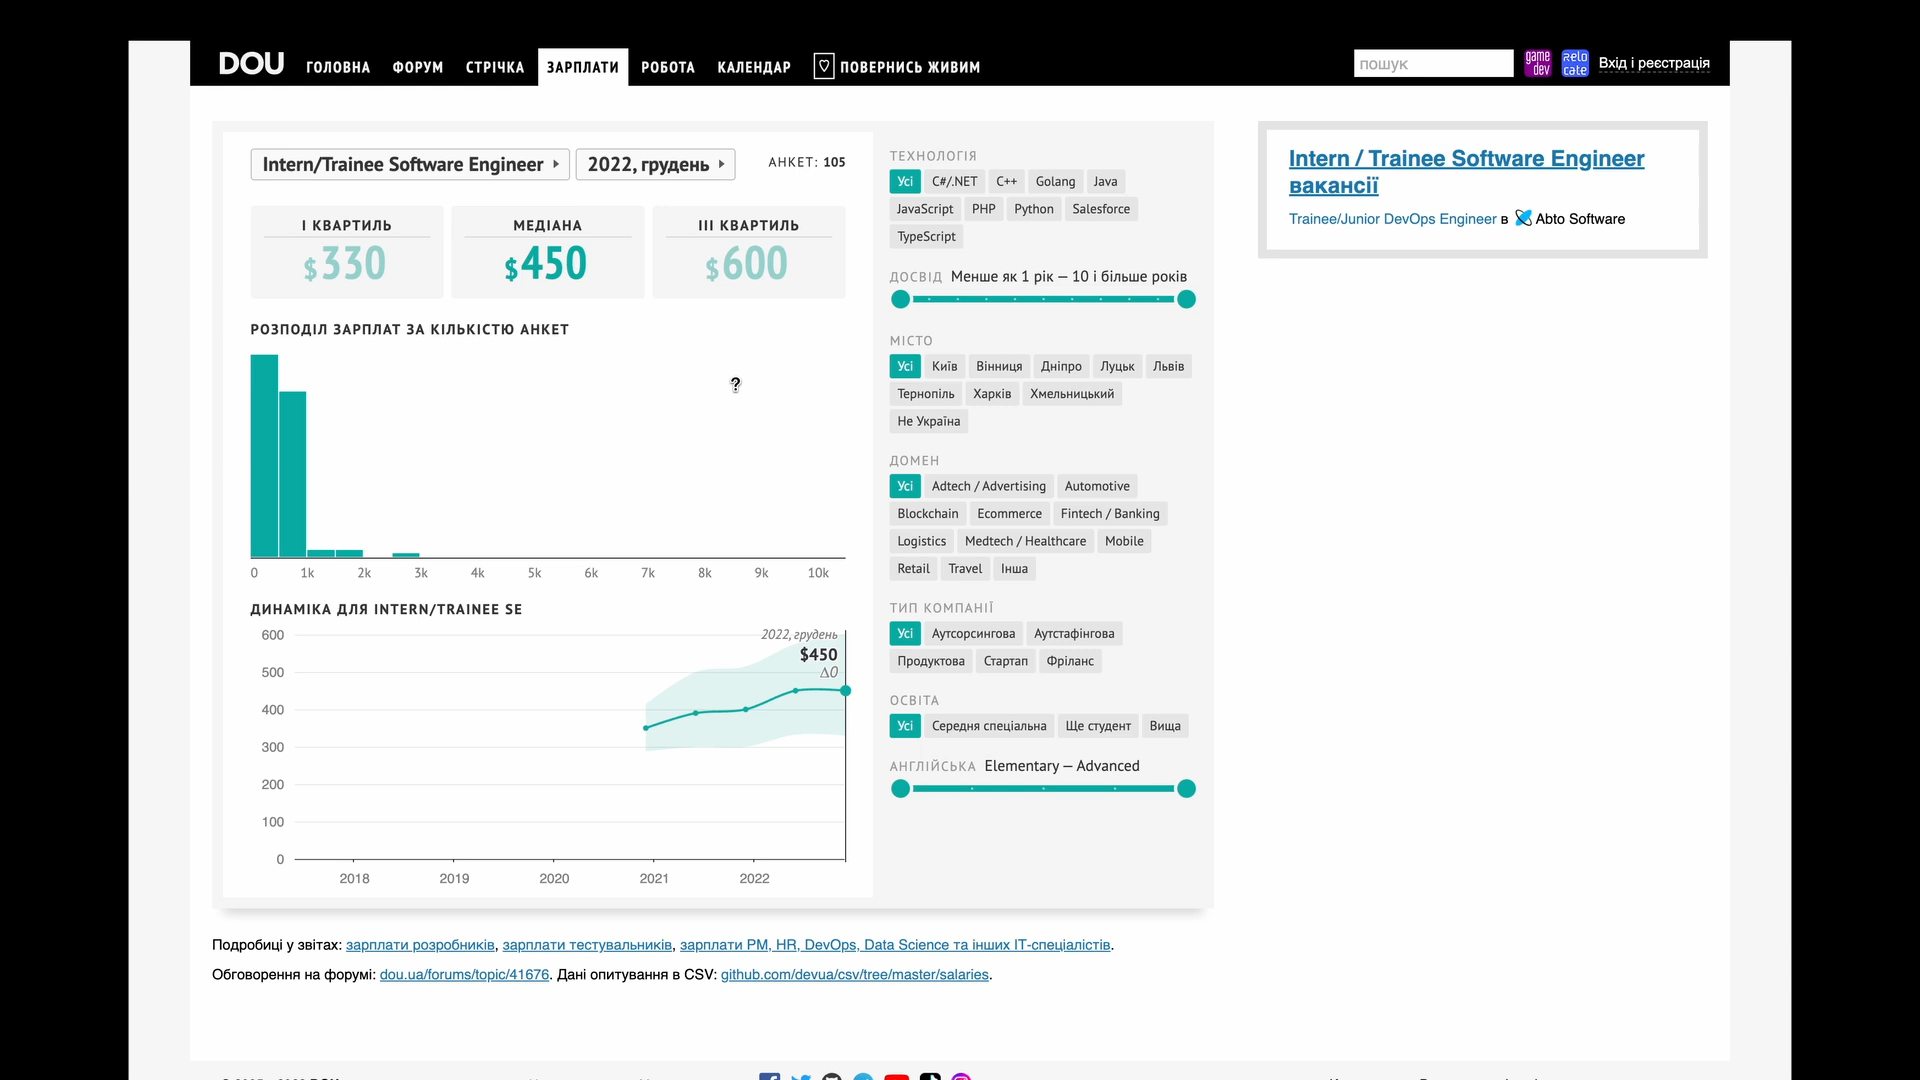 DOU ГОЛОВНА ФОРУМ СТРІЧКА ЗАРПЛАТИ РОБОТА КАЛЕНДАР ПОВЕРНИСЬ ЖИВИМ пошук game dev relo cate Вхід і реєстрація
Intern/Trainee Software Engineer 2022, грудень АНКЕТ: 105
І КВАРТИЛЬ МЕДІАНА ІІІ КВАРТИЛЬ
$330 $450 $600
РОЗПОДІЛ ЗАРПЛАТ ЗА КІЛЬКІСТЮ АНКЕТ
?
0 1k 2k 3k 4k 5k 6k 7k 8k 9k 10k
ДИНАМІКА ДЛЯ INTERN/TRAINEE SE
2022, грудень
$450
Δ0
600
500
400
300
200
100
0
2018 2019 2020 2021 2022
ТЕХНОЛОГІЯ
Усі C#/.NET C++ Golang Java
JavaScript PHP Python Salesforce
TypeScript
ДОСВІД Менше як 1 рік — 10 і більше років
МІСТО
Усі Київ Вінниця Дніпро Луцьк Львів
Тернопіль Харків Хмельницький
Не Україна
ДОМЕН
Усі Adtech / Advertising Automotive
Blockchain Ecommerce Fintech / Banking
Logistics Medtech / Healthcare Mobile
Retail Travel Інша
ТИП КОМПАНІЇ
Усі Аутсорсингова Аутстафінгова
Продуктова Стартап Фріланс
ОСВІТА
Усі Середня спеціальна Ще студент Вища
АНГЛІЙСЬКА Elementary — Advanced
Intern / Trainee Software Engineer
вакансії
Trainee/Junior DevOps Engineer в Abto Software
Подробиці у звітах: зарплати розробників, зарплати тестувальників, зарплати PM, HR, DevOps, Data Science та інших IT-спеціалістів.
Обговорення на форумі: dou.ua/forums/topic/41676. Дані опитування в CSV: github.com/devua/csv/tree/master/salaries.